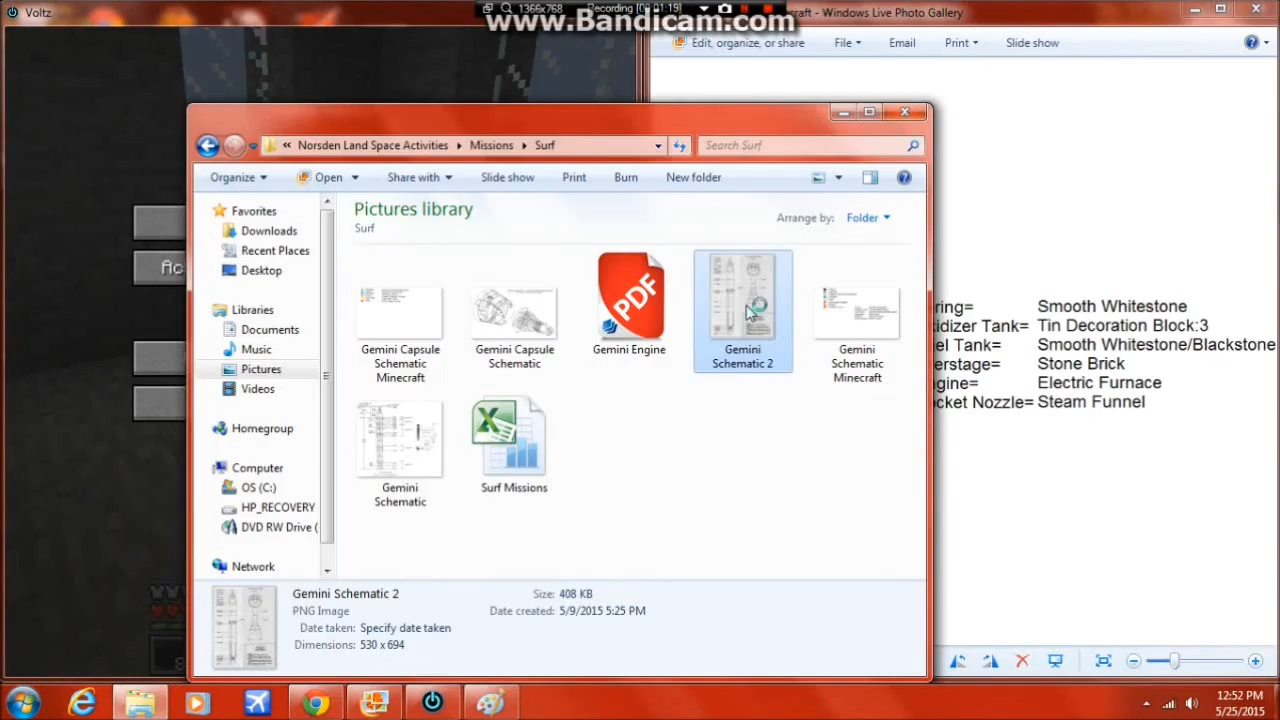 Voltz
1366x768
Recording [00:01:19]
www.Bandicam.com
raft - Windows Live Photo Gallery
Edit, organize, or share
File
Email
Print
Slide show
Norsden Land Space Activities
Missions
Surf
Search Surf
Organize
Open
Share with
Slide show
Print
Burn
New folder
Favorites
Downloads
Recent Places
Desktop
Libraries
Documents
Music
Pictures
Videos
Homegroup
Computer
OS (C:)
HP_RECOVERY
DVD RW Drive (
Network
Pictures library
Surf
Arrange by: Folder
PDF
Gemini Capsule
Schematic
Minecraft
Gemini Capsule
Schematic
Gemini Engine
Gemini
Schematic 2
Gemini
Schematic
Minecraft
Gemini
Schematic
Surf Missions
ring= Smooth Whitestone
idizer Tank= Tin Decoration Block:3
el Tank= Smooth Whitestone/Blackstone
erstage= Stone Brick
gine= Electric Furnace
cket Nozzle= Steam Funnel
Ac
Gemini Schematic 2
PNG Image
Date taken: Specify date taken
Dimensions: 530 x 694
Size: 408 KB
Date created: 5/9/2015 5:25 PM
12:52 PM
5/25/2015